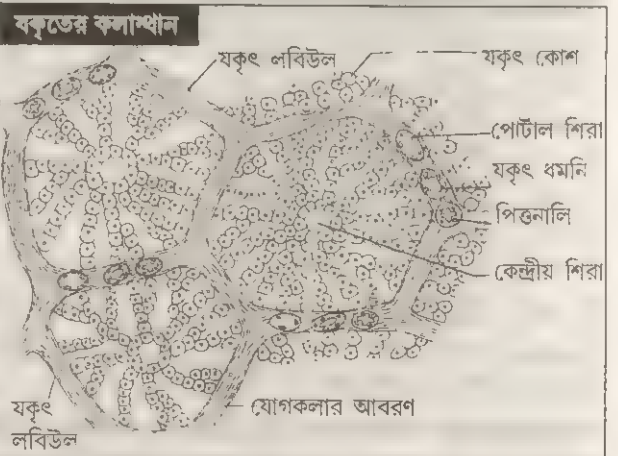 যকৃতের কলাস্থান
যকৃৎ লবিউল
যকৃৎ কোশ
পোর্টাল শিরা
যকৃৎ ধমনি
পিত্তনালি
কেন্দ্রীয় শিরা
যোগকলার আবরণ
যকৃৎ
লবিউল